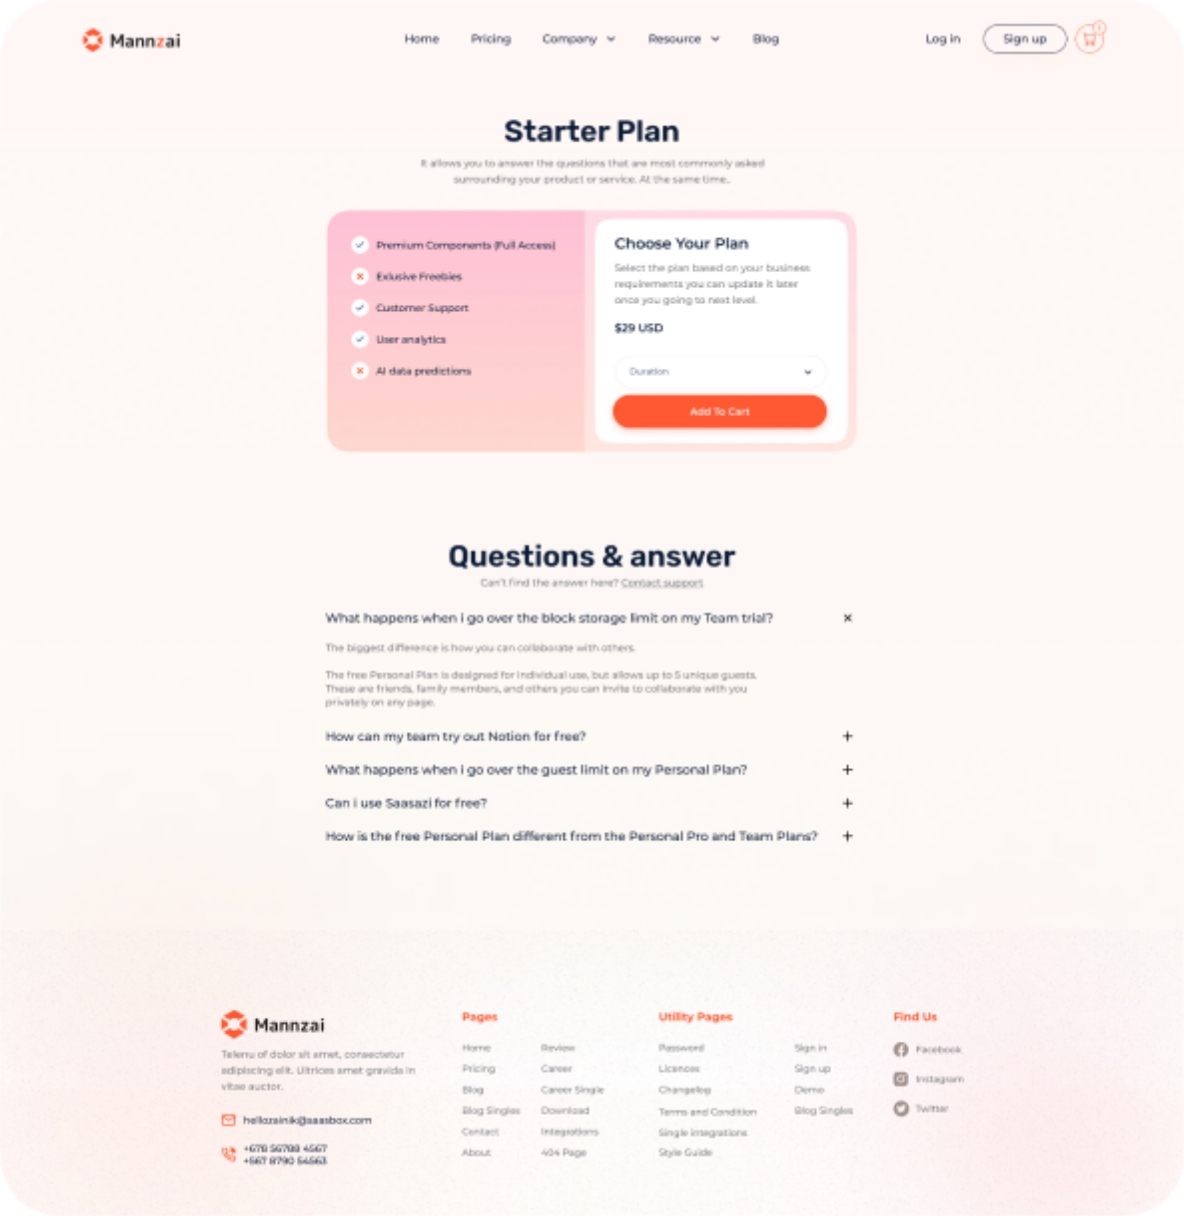 Mannzai
Home Pricing Company Resource Blog
Log in Sign up
Starter Plan
It allows you to answer the questions that are most commonly asked
surrounding your product or service. At the same time..
Premium Components (Full Access)
Exlusive Freebies
Customer Support
User analytics
AI data predictions
Choose Your Plan
Select the plan based on your business
requirements you can update it later
once you going to next level.
$29 USD
Duration
Add To Cart
Questions & answer
Can't find the answer here? Contact support
What happens when i go over the block storage limit on my Team trial?
The biggest difference is how you can collaborate with others.
The free Personal Plan is designed for individual use, but allows up to 5 unique guests.
These are friends, family members, and others you can invite to collaborate with you
privately on any page.
How can my team try out Notion for free?
What happens when i go over the guest limit on my Personal Plan?
Can i use Saasazi for free?
How is the free Personal Plan different from the Personal Pro and Team Plans?
Mannzai
Telenu of dolor sit amet, consectetur
adipiscing elit. Ultrices amet gravida in
vitae auctor.
hellozainik@saasbox.com
+678 56788 4567
+567 8790 54563
Pages
Home
Pricing
Blog
Blog Singles
Contact
About
Review
Career
Career Single
Download
Integrations
404 Page
Utility Pages
Password
Licences
Changelog
Terms and Condition
Single integrations
Style Guide
Sign in
Sign up
Demo
Blog Singles
Find Us
Facebook
Instagram
Twitter